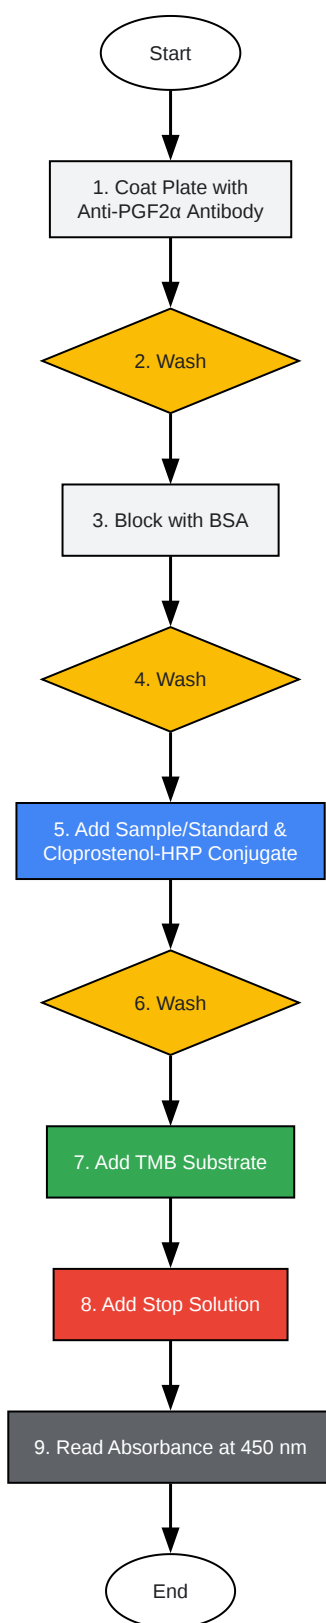 Start
1. Coat Plate with
Anti-PGF2α Antibody
2. Wash
3. Block with BSA
4. Wash
5. Add Sample/Standard &
Cloprostenol-HRP Conjugate
6. Wash
7. Add TMB Substrate
8. Add Stop Solution
9. Read Absorbance at 450 nm
End